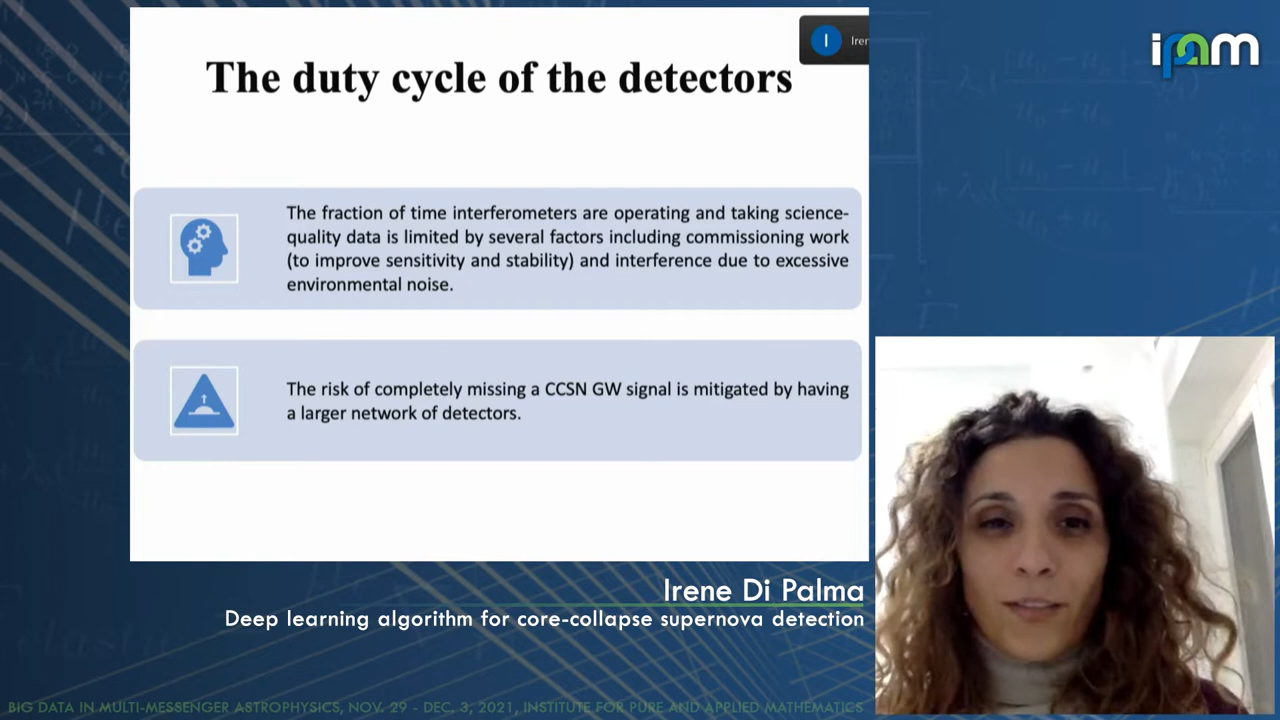 ipam
I
Iren
The duty cycle of the detectors
The fraction of time interferometers are operating and taking science-
quality data is limited by several factors including commissioning work
(to improve sensitivity and stability) and interference due to excessive
environmental noise.
The risk of completely missing a CCSN GW signal is mitigated by having
a larger network of detectors.
Irene Di Palma
Deep learning algorithm for core-collapse supernova detection
BIG DATA IN MULTI-MESSENGER ASTROPHYSICS, NOV. 29 - DEC. 3, 2021, INSTITUTE FOR PURE AND APPLIED MATHEMATICS